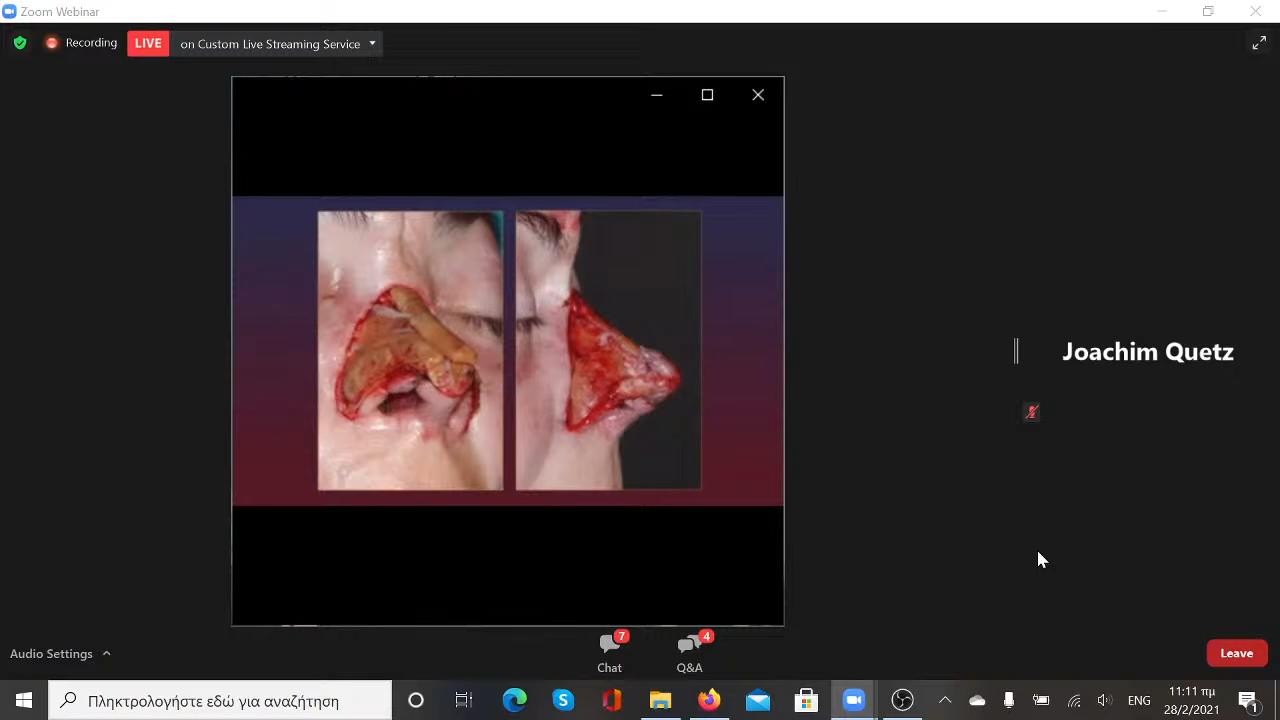 Zoom Webinar
Recording
LIVE
on Custom Live Streaming Service
Joachim Quetz
7
4
Audio Settings
Chat
Q&A
Leave
Πληκτρολογήστε εδώ για αναζήτηση
ENG
11:11 πμ
28/2/2021
1